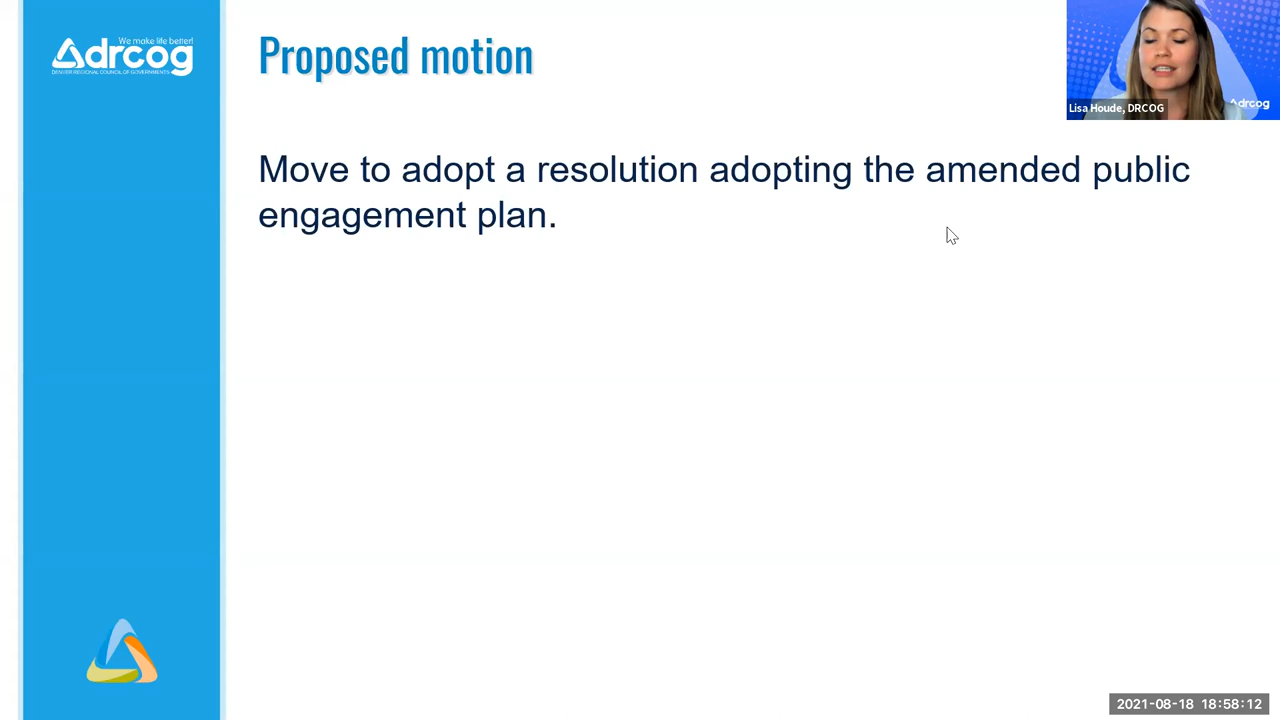 We make life better!
drcog
DENVER REGIONAL COUNCIL OF GOVERNMENTS
Proposed motion
Lisa Houde, DRCOG
drcog
Move to adopt a resolution adopting the amended public
engagement plan.
2021-08-18 18:58:12